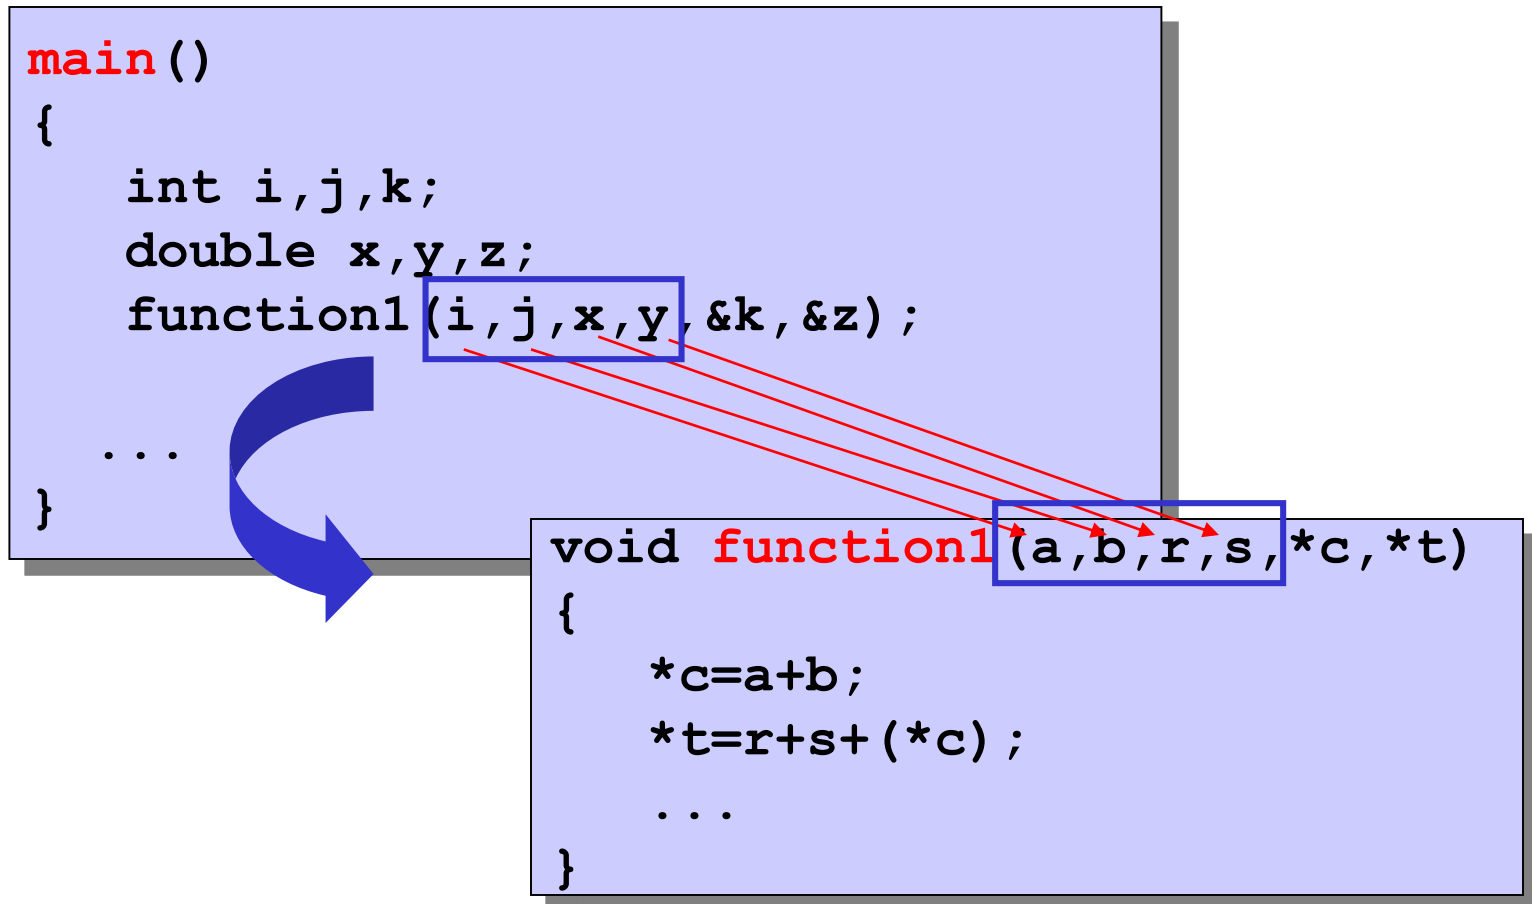 main()
{
int i,j,k;
double x,y,z;
function1(i,j,x,y,&k,&z);
...
}
void function1(a,b,r,s,*c,*t)
{
*c=a+b;
*t=r+s+(*c);
...
}